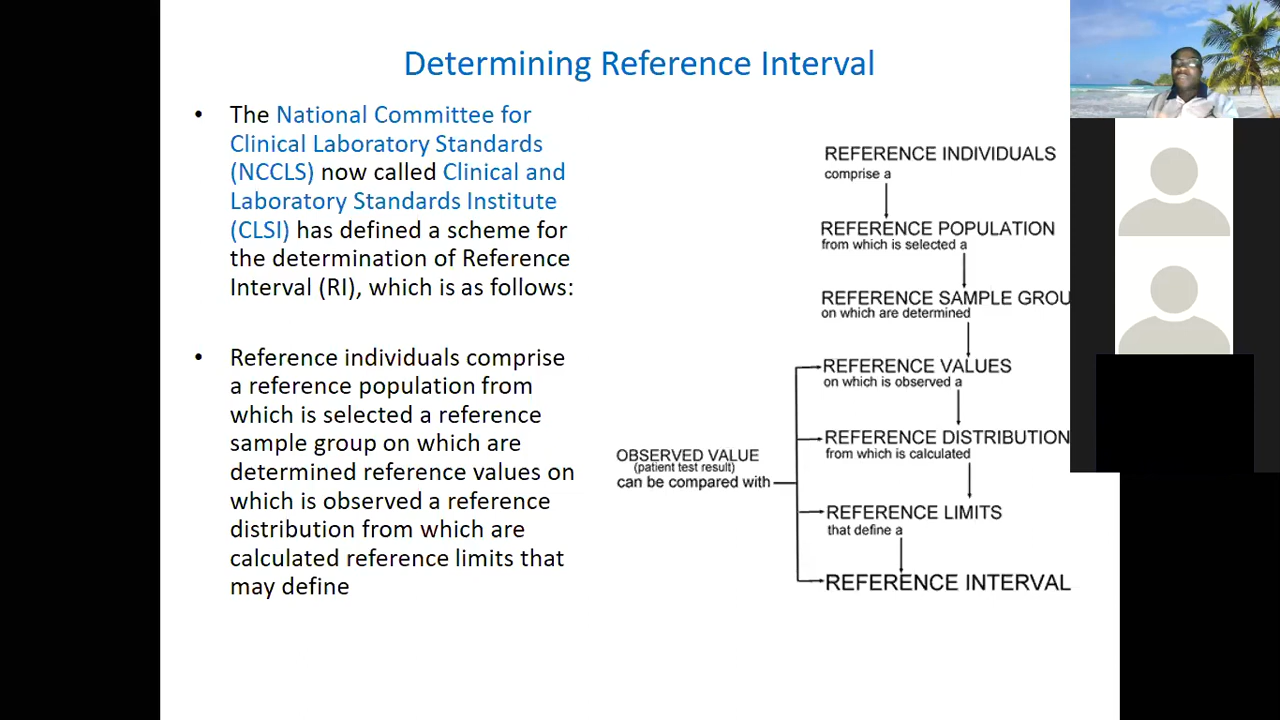 Determining Reference Interval
• The National Committee for
Clinical Laboratory Standards
(NCCLS) now called Clinical and
Laboratory Standards Institute
(CLSI) has defined a scheme for
the determination of Reference
Interval (RI), which is as follows:
• Reference individuals comprise
a reference population from
which is selected a reference
sample group on which are
determined reference values on
which is observed a reference
distribution from which are
calculated reference limits that
may define
REFERENCE INDIVIDUALS
comprise a
REFERENCE POPULATION
from which is selected a
REFERENCE SAMPLE GROU
on which are determined
REFERENCE VALUES
on which is observed a
REFERENCE DISTRIBUTION
from which is calculated
REFERENCE LIMITS
that define a
REFERENCE INTERVAL
OBSERVED VALUE
(patient test result)
can be compared with